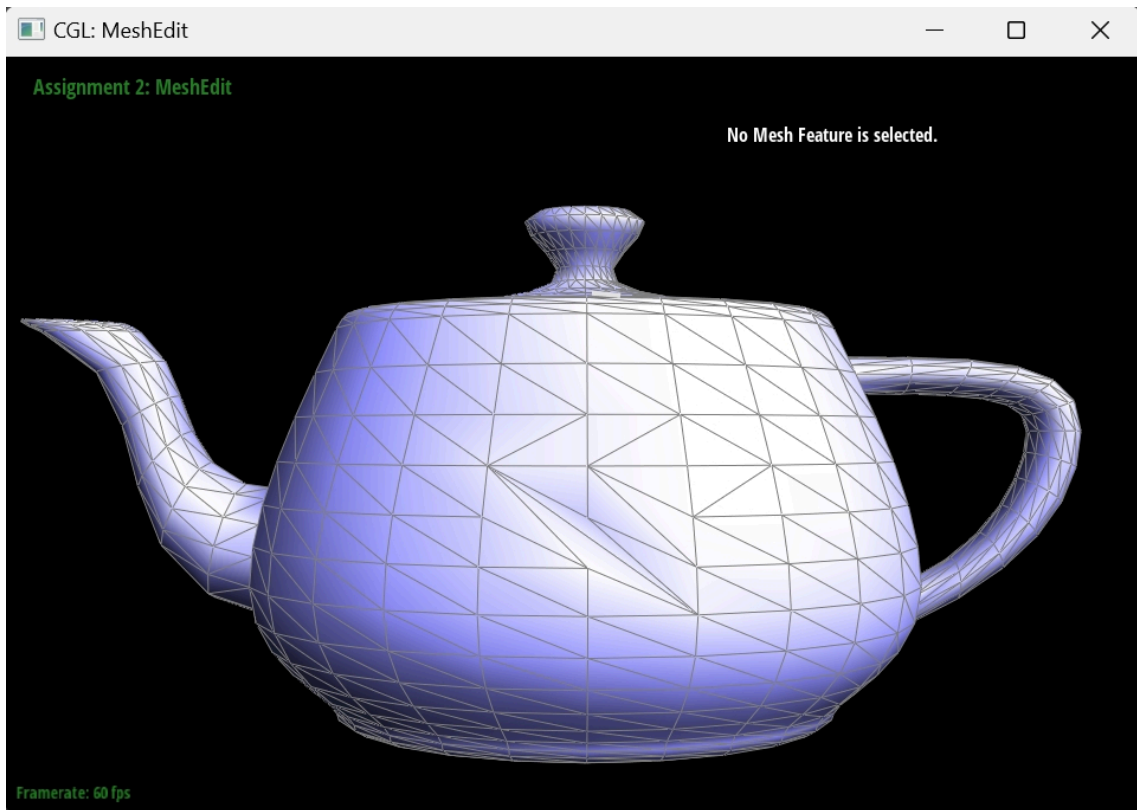 CGL: MeshEdit
Assignment 2: MeshEdit
No Mesh Feature is selected.
Framerate: 60 fps